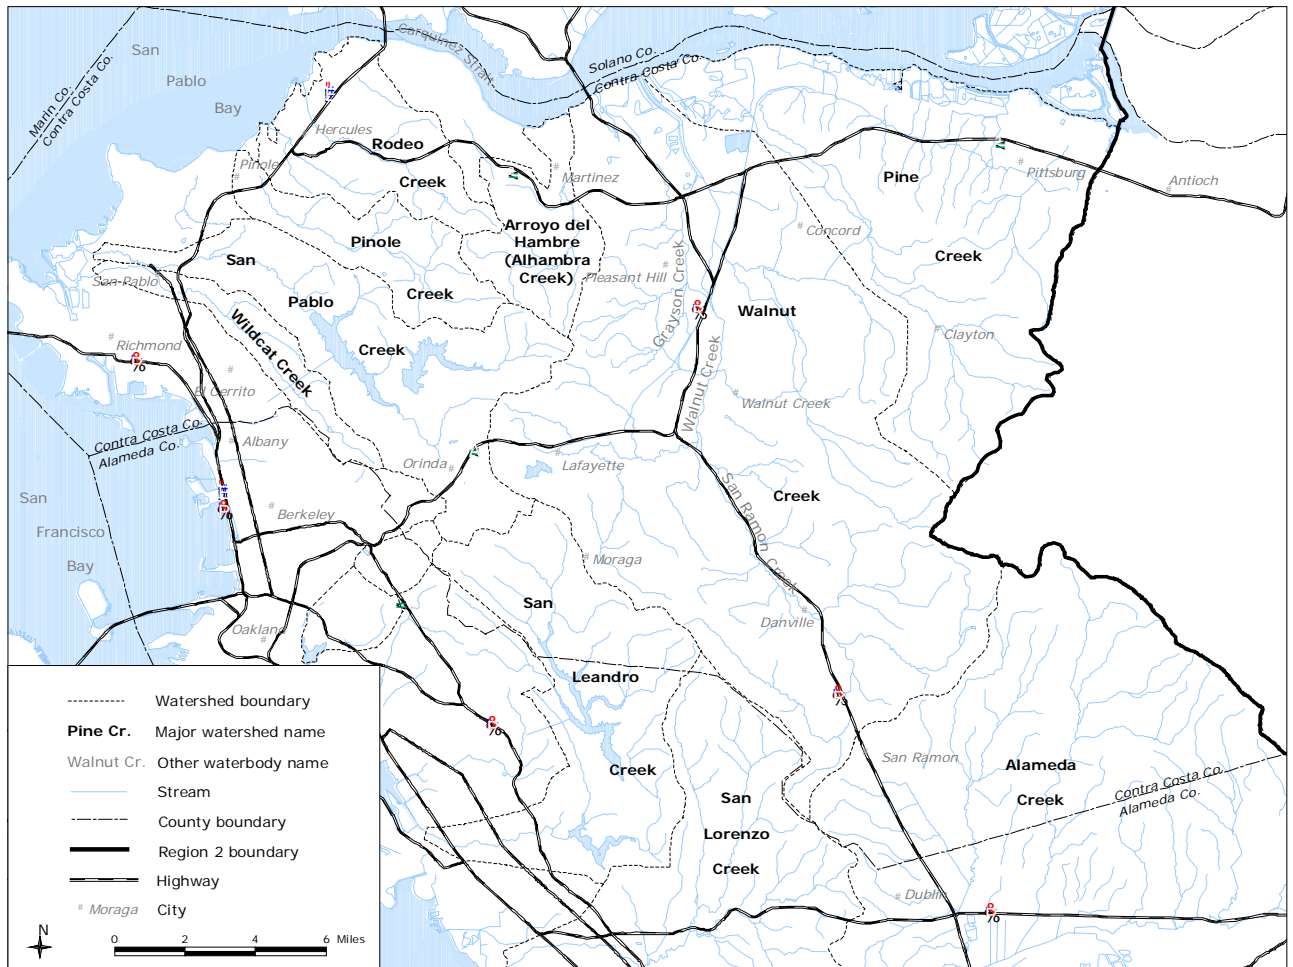 San
Pablo
Bay
Marin Co.
Contra Costa Co.
Carquinez Strait
Solano Co.
Contra Costa Co.
Hercules
Rodeo
Creek
Pinole
Martinez
Pine
Creek
Pittsburg
Antioch
Arroyo del
Hambre
(Alhambra
Creek)
Pinole
Creek
Concord
Pleasant Hill
Grayson Creek
San
Pablo
Creek
San Pablo
Wildcat Creek
Walnut
Creek
Clayton
Richmond
El Cerrito
Walnut Creek
Walnut Creek
Contra Costa Co.
Alameda Co.
Albany
Orinda
Lafayette
San
Francisco
Bay
Berkeley
San Ramon Creek
Moraga
San
Leandro
Creek
Danville
Oakland
San Ramon
Alameda
Creek
Contra Costa Co.
Alameda Co.
San
Lorenzo
Creek
Dublin
Watershed boundary
Pine Cr. Major watershed name
Walnut Cr. Other waterbody name
Stream
County boundary
Region 2 boundary
Highway
# Moraga City
N
0 2 4 6 Miles